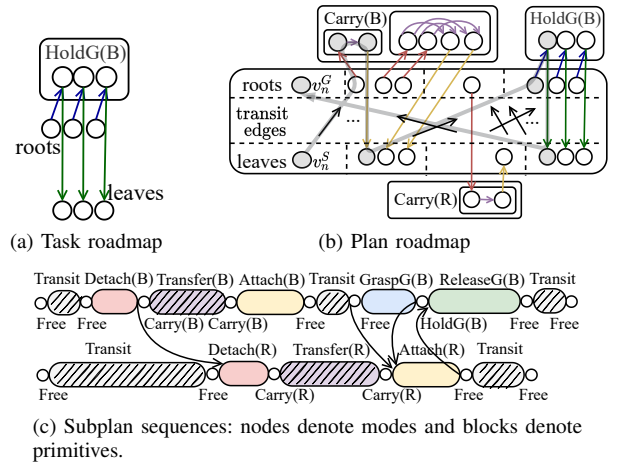 HoldG(B)
roots
leaves
(a) Task roadmap
Carry(B)
HoldG(B)
roots
v_n^G
transit
edges
...
...
leaves
v_n^S
Carry(R)
(b) Plan roadmap
Transit Detach(B) Transfer(B) Attach(B) Transit GraspG(B) ReleaseG(B) Transit
Free Free Carry(B) Carry(B) Free Free HoldG(B) Free Free
Transit Detach(R) Transfer(R) Attach(R) Transit
Free Free Carry(R) Carry(R) Free Free
(c) Subplan sequences: nodes denote modes and blocks denote
primitives.